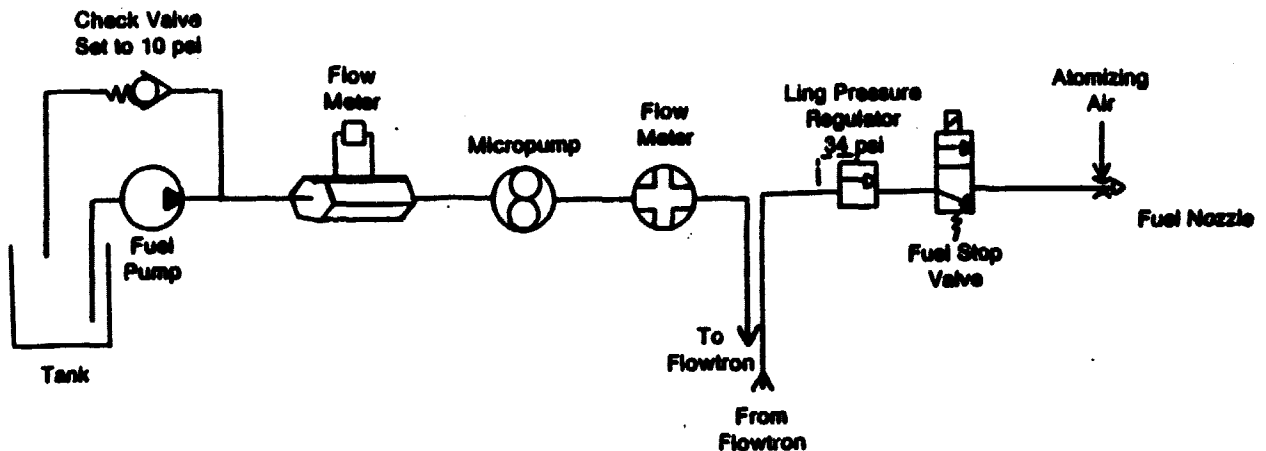 Check Valve
Set to 10 psi
Flow
Meter
Micropump
Flow
Meter
Ling Pressure
Regulator
34 psi
Atomizing
Air
Fuel
Pump
Tank
To
Flowtron
From
Flowtron
Fuel Stop
Valve
Fuel Nozzle